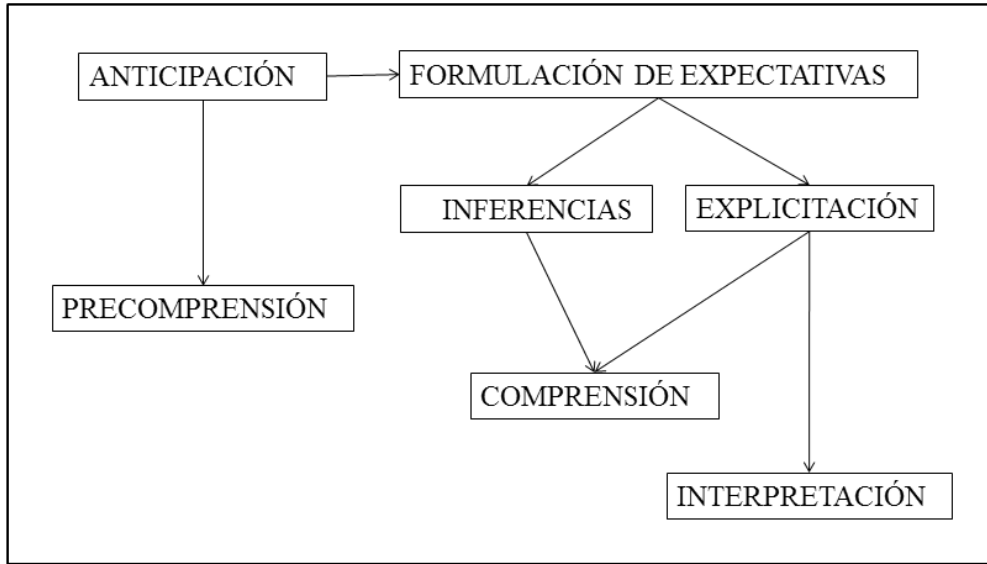 ANTICIPACIÓN
FORMULACIÓN DE EXPECTATIVAS
INFERENCIAS
EXPLICITACIÓN
PRECOMPRENSIÓN
COMPRENSIÓN
INTERPRETACIÓN